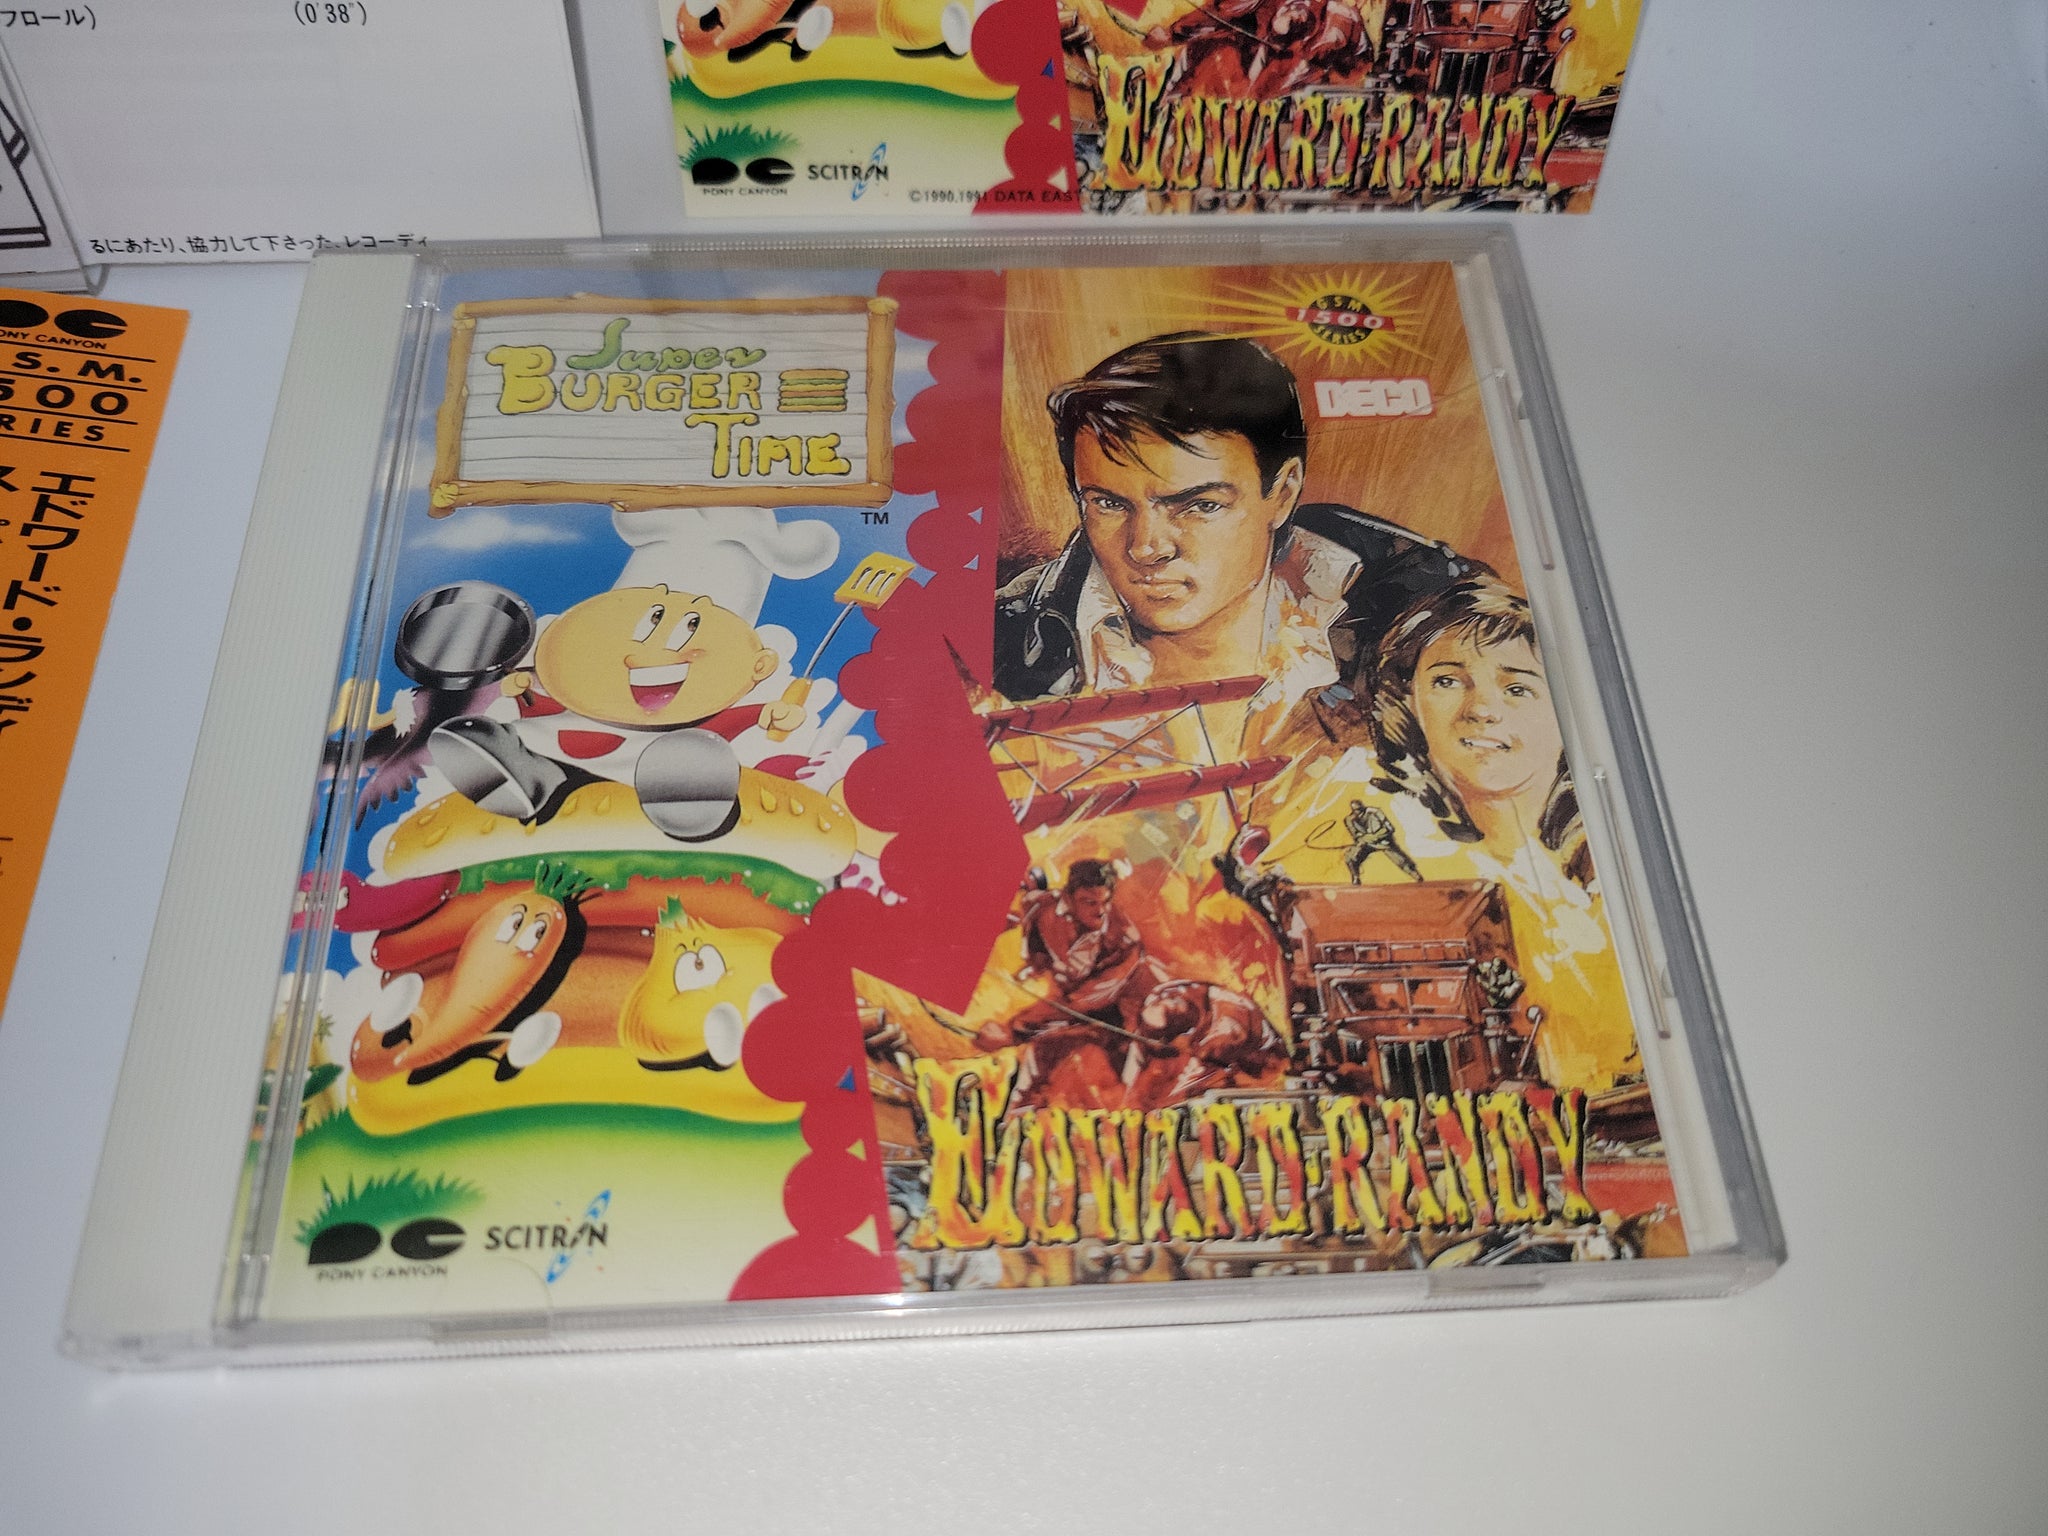 フロール)
(0'38")
るにあたり、協力して下さった、レコーディ
EDWARD·RANDY
PONY CANYON
SCITRON
©1990,1991 DATA EAST
PONY CANYON
S. M.
500
RIES
エドワード・ランディ
Super
BURGER
TIME
TM
GSM
1500
SERIES
DECO
EDWARD·RANDY
PONY CANYON
SCITRON